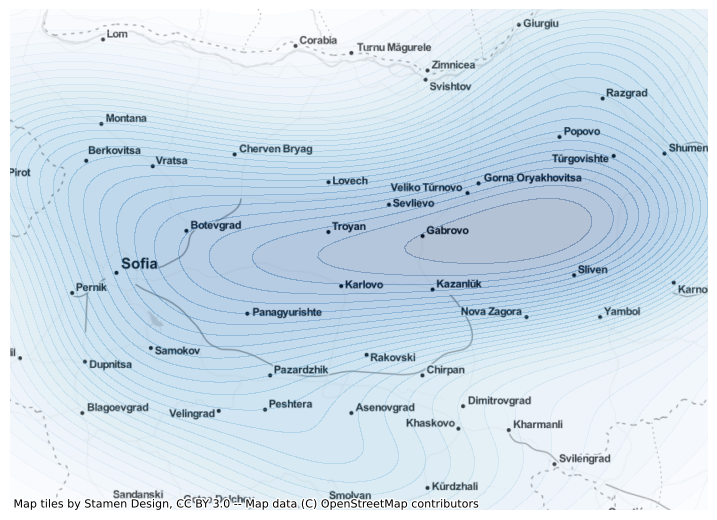 Giurgiu
Lom
Corabia
Turnu Măgurele
Zimnicea
Svishtov
Razgrad
Montana
Popovo
Cherven Bryag
Shumen
Berkovitsa
Vratsa
Tŭrgovishte
Pirot
Lovech
Gorna Oryakhovitsa
Veliko Tŭrnovo
Sevlievo
Botevgrad
Troyan
Gabrovo
Sofia
Sliven
Pernik
Karlovo
Kazanlŭk
Karno
Panagyurishte
Nova Zagora
Yambol
il
Samokov
Rakovski
Dupnitsa
Pazardzhik
Chirpan
Blagoevgrad
Velingrad
Peshtera
Asenovgrad
Dimitrovgrad
Khaskovo
Kharmanli
Svilengrad
Kŭrdzhali
Sandanski
Smolyan
Map tiles by Stamen Design, CC BY 3.0 -- Map data (C) OpenStreetMap contributors